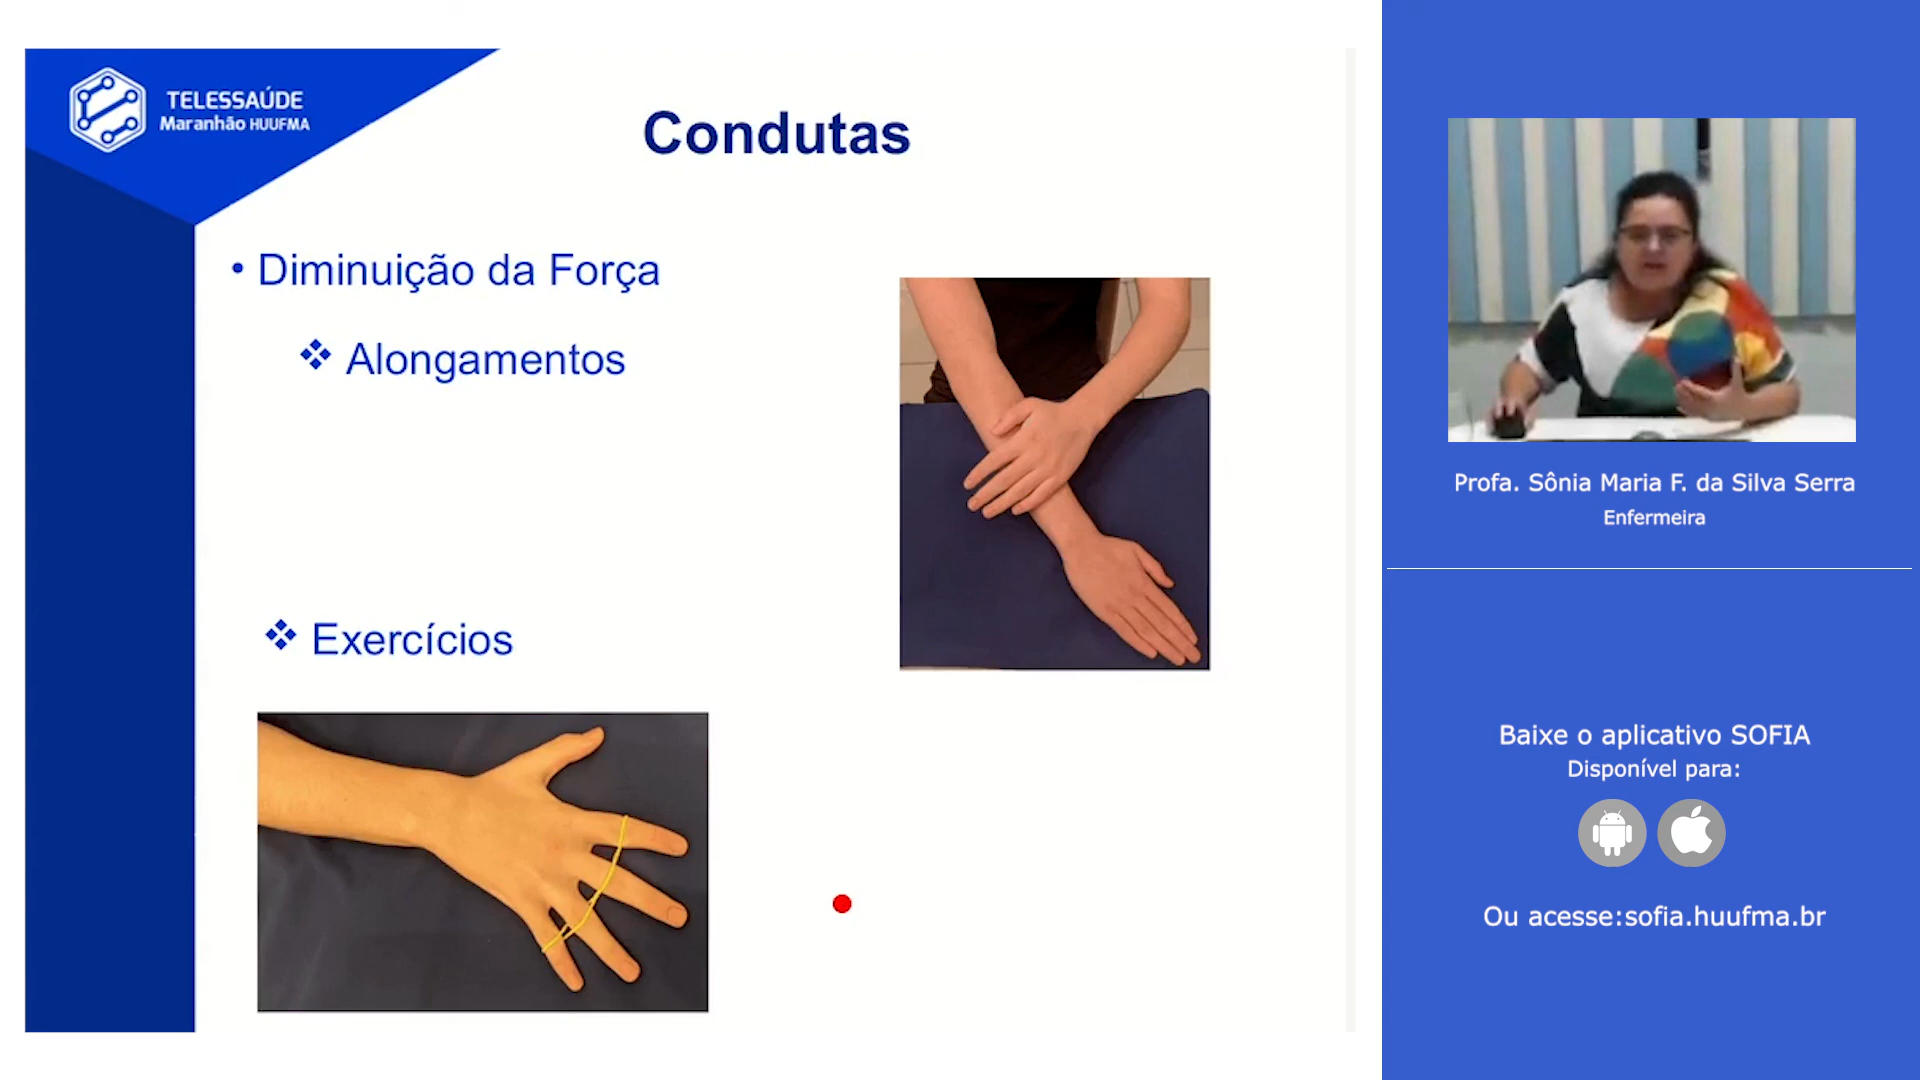 TELESSAÚDE
Maranhão HUUFMA
Condutas
• Diminuição da Força
❖ Alongamentos
❖ Exercícios
Profa. Sônia Maria F. da Silva Serra
Enfermeira
Baixe o aplicativo SOFIA
Disponível para:
Ou acesse:sofia.huufma.br